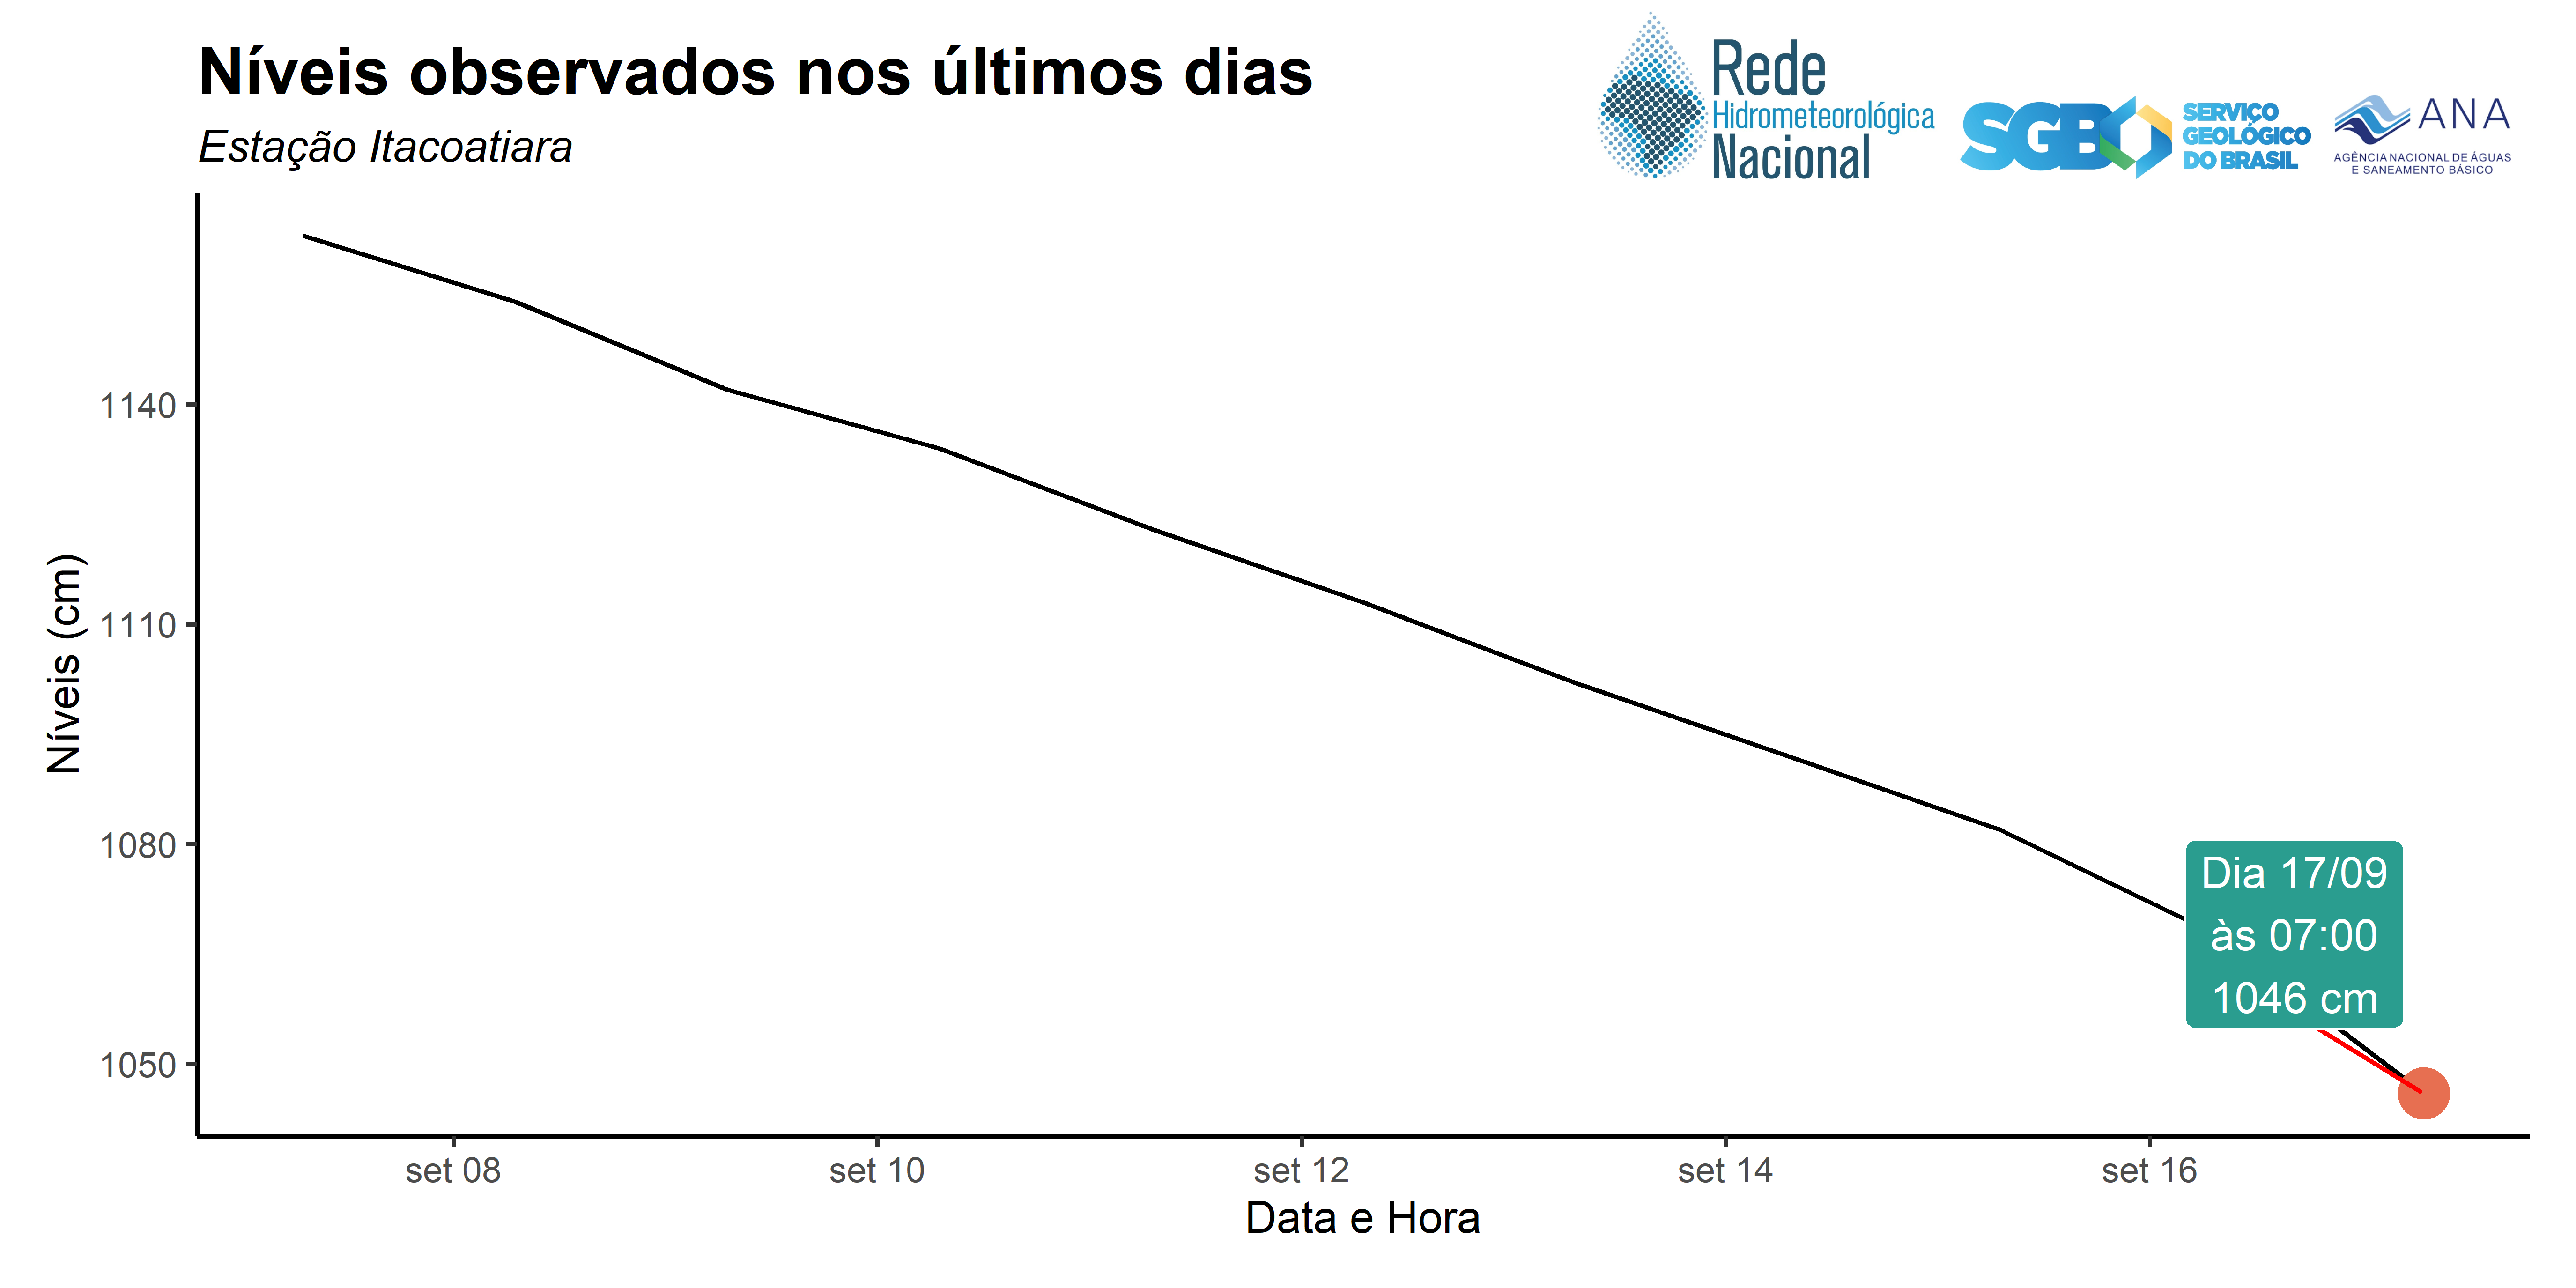 Níveis observados nos últimos dias
Estação Itacoatiara
Rede
Hidrometeorológica
Nacional
SGB
SERVIÇO
GEOLÓGICO
DO BRASIL
ANA
AGÊNCIA NACIONAL DE ÁGUAS
E SANEAMENTO BÁSICO
Níveis (cm)
1140
1110
1080
1050
Dia 17/09
às 07:00
1046 cm
set 08
set 10
set 12
set 14
set 16
Data e Hora